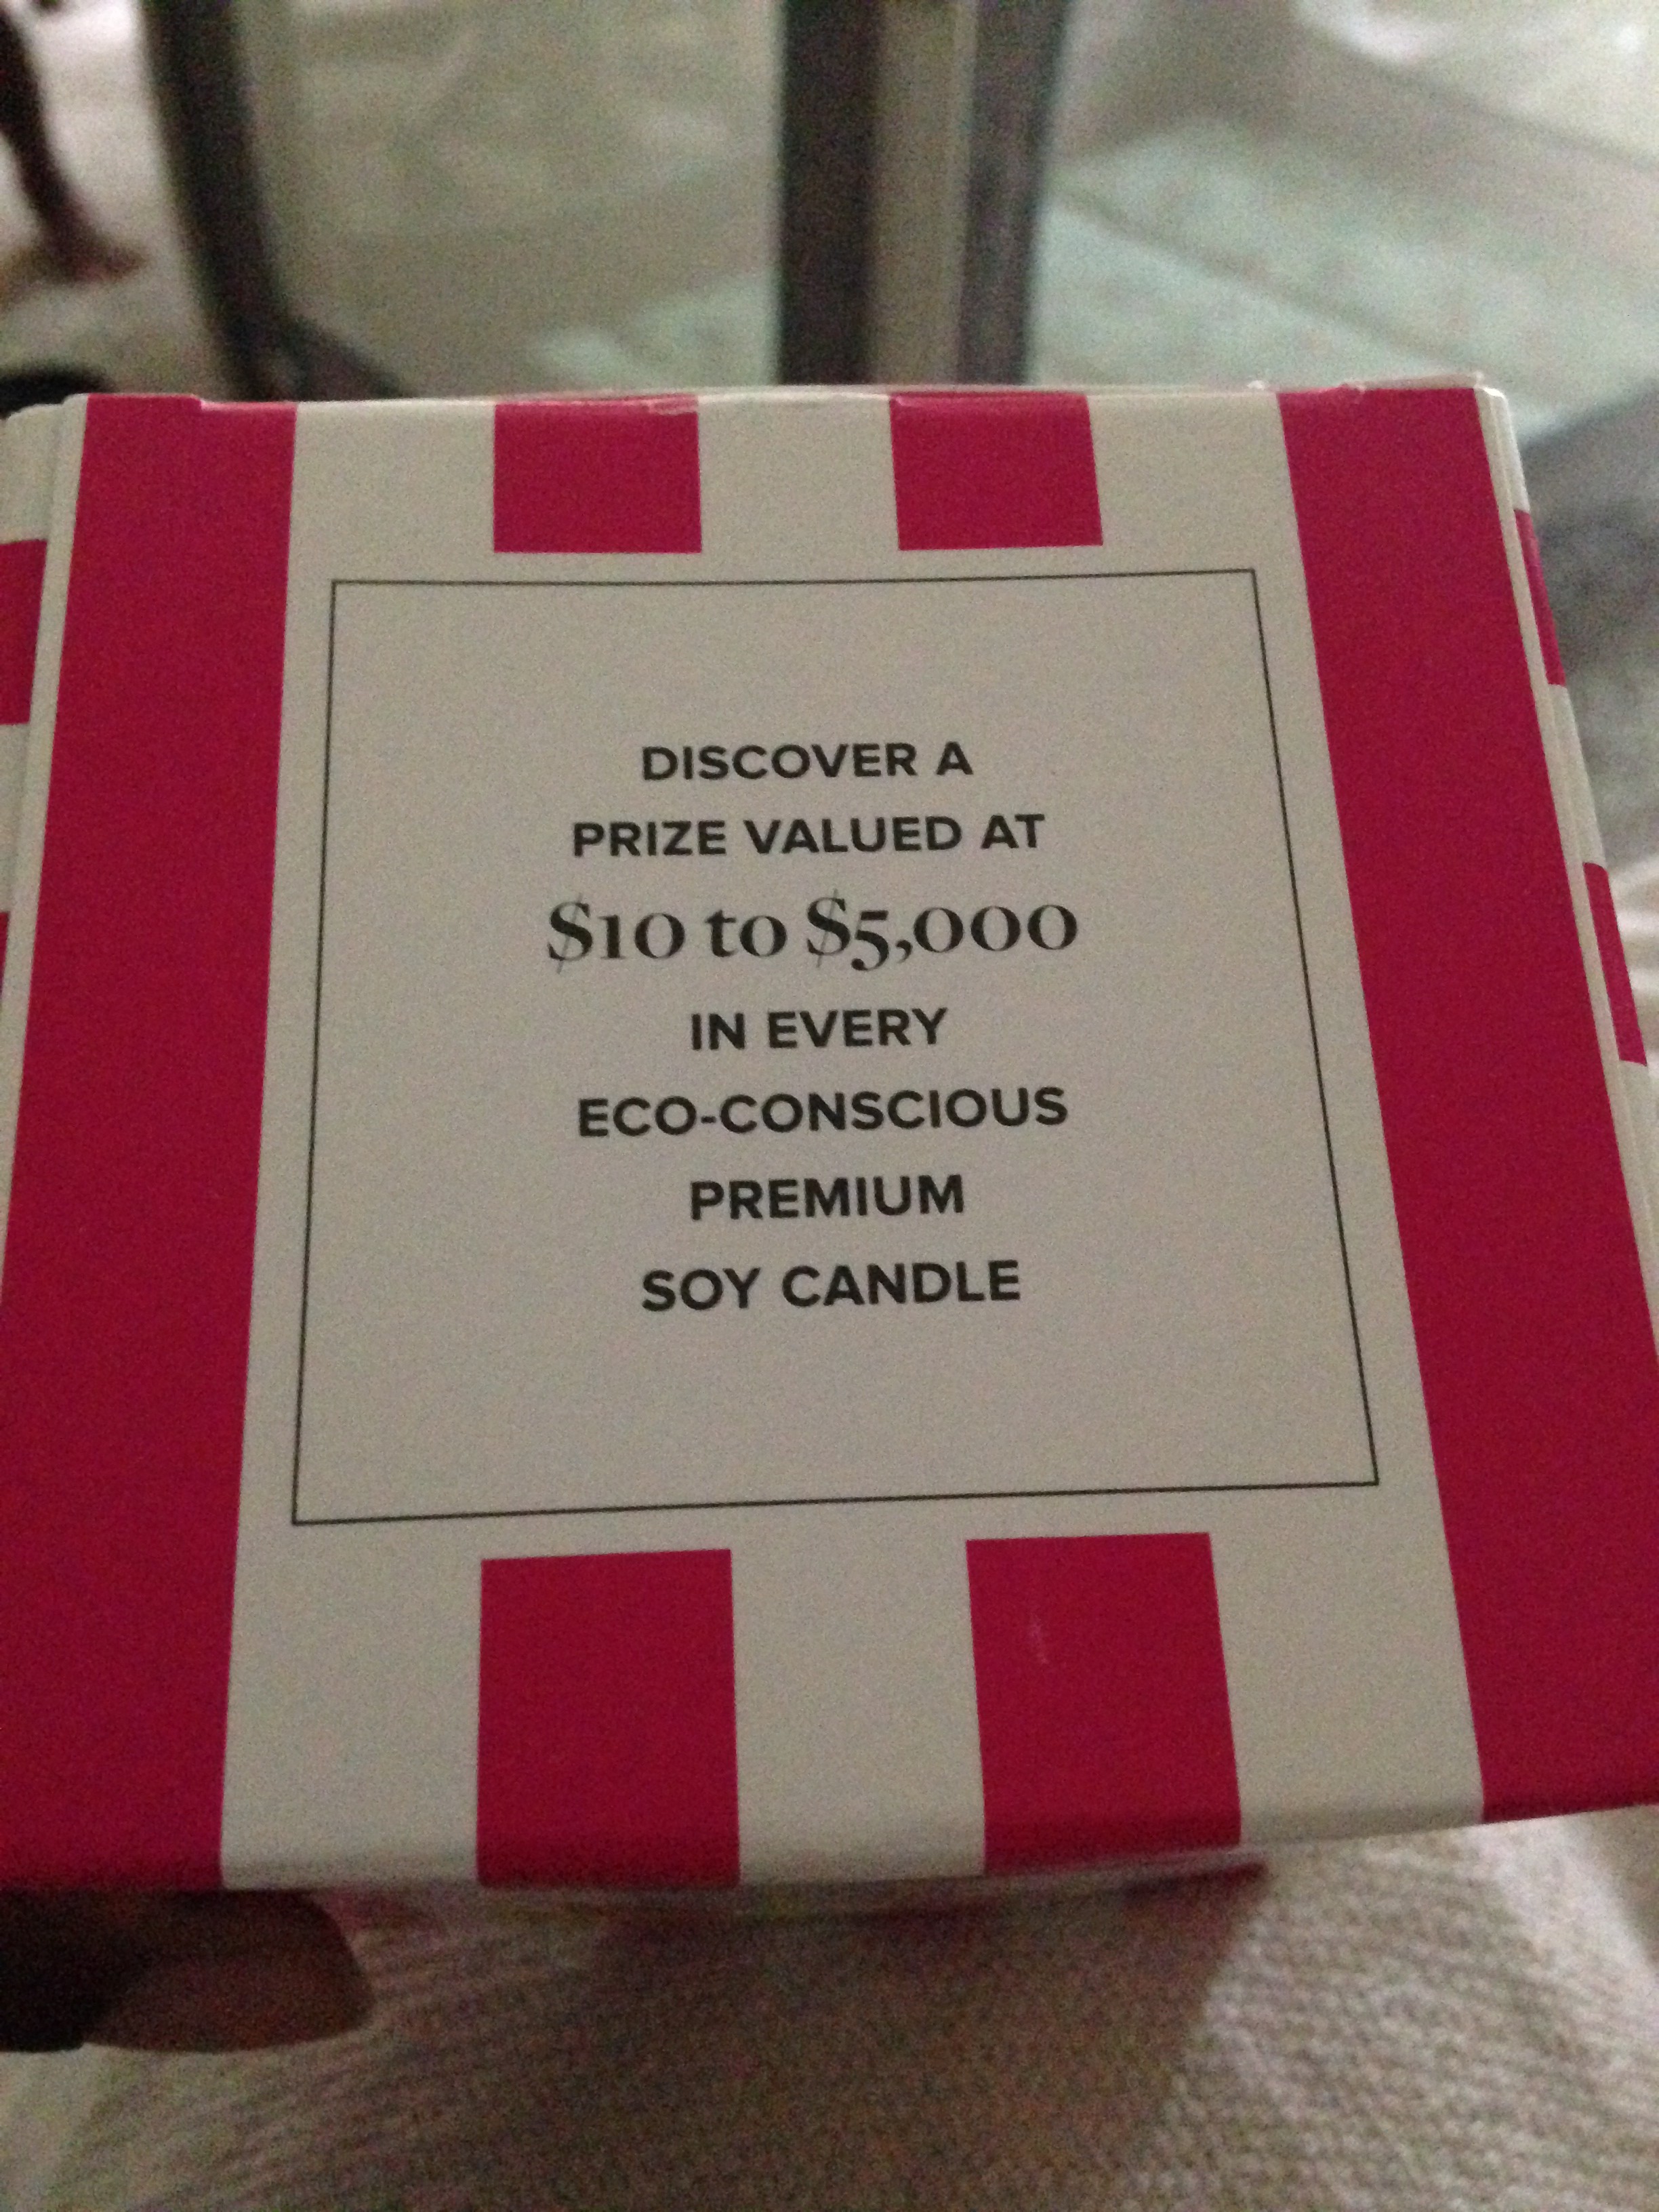 DISCOVER A
PRIZE VALUED AT
$10 to $5,000
IN EVERY
ECO-CONSCIOUS
PREMIUM
SOY CANDLE